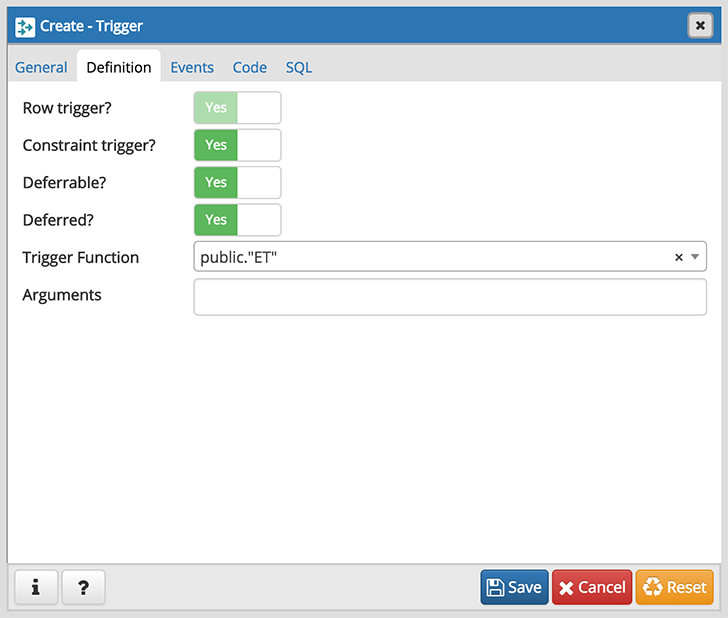 Create - Trigger
General Definition Events Code SQL
Row trigger? Yes
Constraint trigger? Yes
Deferrable? Yes
Deferred? Yes
Trigger Function public."ET"
Arguments
i ? Save Cancel Reset